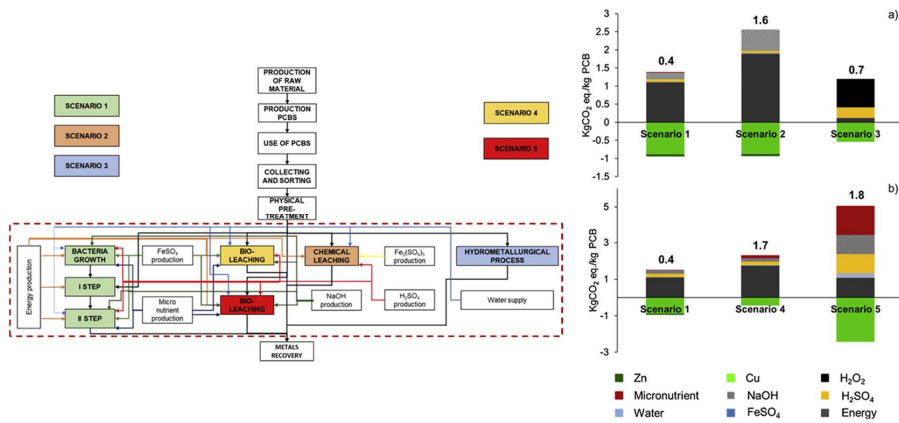 SCENARIO 1
SCENARIO 2
SCENARIO 3
PRODUCTION
OF RAW
MATERIAL
PRODUCTION
PCBS
USE OF PCBS
COLLECTING
AND SORTING
PHYSICAL
PRE-
TREATMENT
SCENARIO 4
SCENARIO 5
Energy production
BACTERIA
GROWTH
FeSO₄
production
BIO-
LEACHING
CHEMICAL
LEACHING
Fe₂(SO₄)₃
production
HYDROMETALLURGICAL
PROCESS
I STEP
II STEP
Micro
nutrient
production
BIO-
LEACHING
NaOH
production
H₂SO₄
production
Water supply
METALS
RECOVERY
a)
KgCO₂ eq./kg PCB
2.5
2
1.5
1
0.5
0
-0.5
-1
-1.5
0.4
1.6
0.7
Scenario 1
Scenario 2
Scenario 3
b)
KgCO₂ eq./kg PCB
5
3
1
-1
-3
0.4
1.7
1.8
Scenario 1
Scenario 4
Scenario 5
Zn
Cu
H₂O₂
Micronutrient
NaOH
H₂SO₄
Water
FeSO₄
Energy